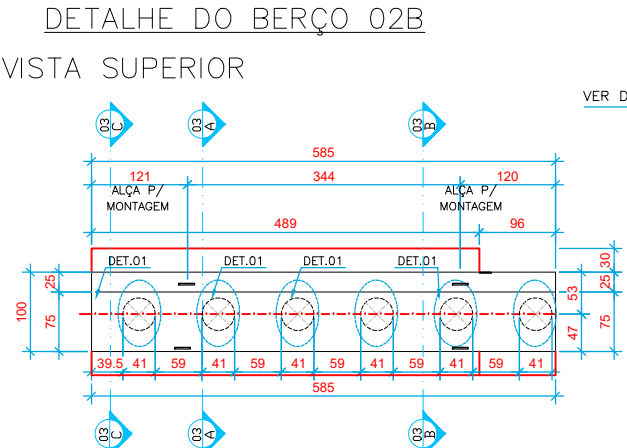 DETALHE DO BERÇO 02B
VISTA SUPERIOR
VER D
03 C
03 A
03 B
585
121
344
120
ALÇA P/
MONTAGEM
ALÇA P/
MONTAGEM
489
96
DET.01
DET.01
DET.01
DET.01
30
25
75
100
25
53
47
75
39.5
41
59
41
59
41
59
41
59
41
59
41
585
03 C
03 A
03 B